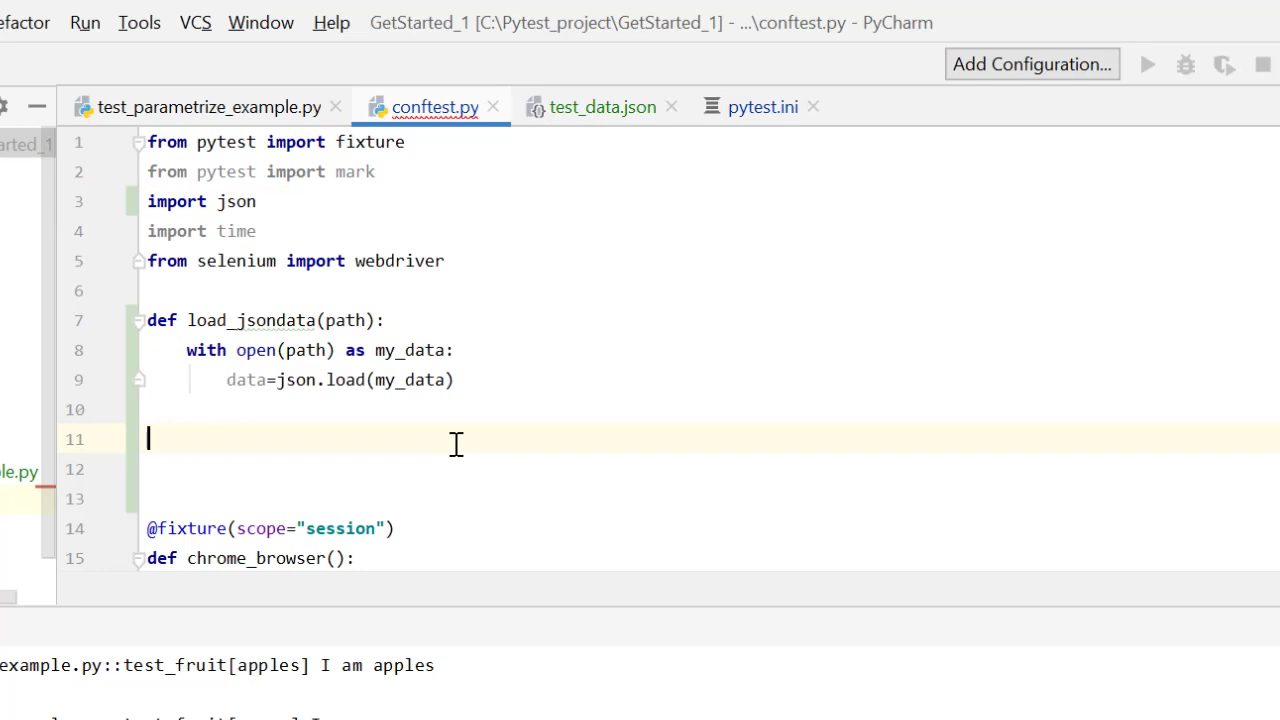 efactor Run Tools VCS Window Help GetStarted_1 [C:\Pytest_project\GetStarted_1] - ...\conftest.py - PyCharm
Add Configuration...
test_parametrize_example.py conftest.py test_data.json pytest.ini
arted_1
1 from pytest import fixture
2 from pytest import mark
3 import json
4 import time
5 from selenium import webdriver
6
7 def load_jsondata(path):
8 with open(path) as my_data:
9 data=json.load(my_data)
10
11
le.py 12
13
14 @fixture(scope="session")
15 def chrome_browser():
example.py::test_fruit[apples] I am apples